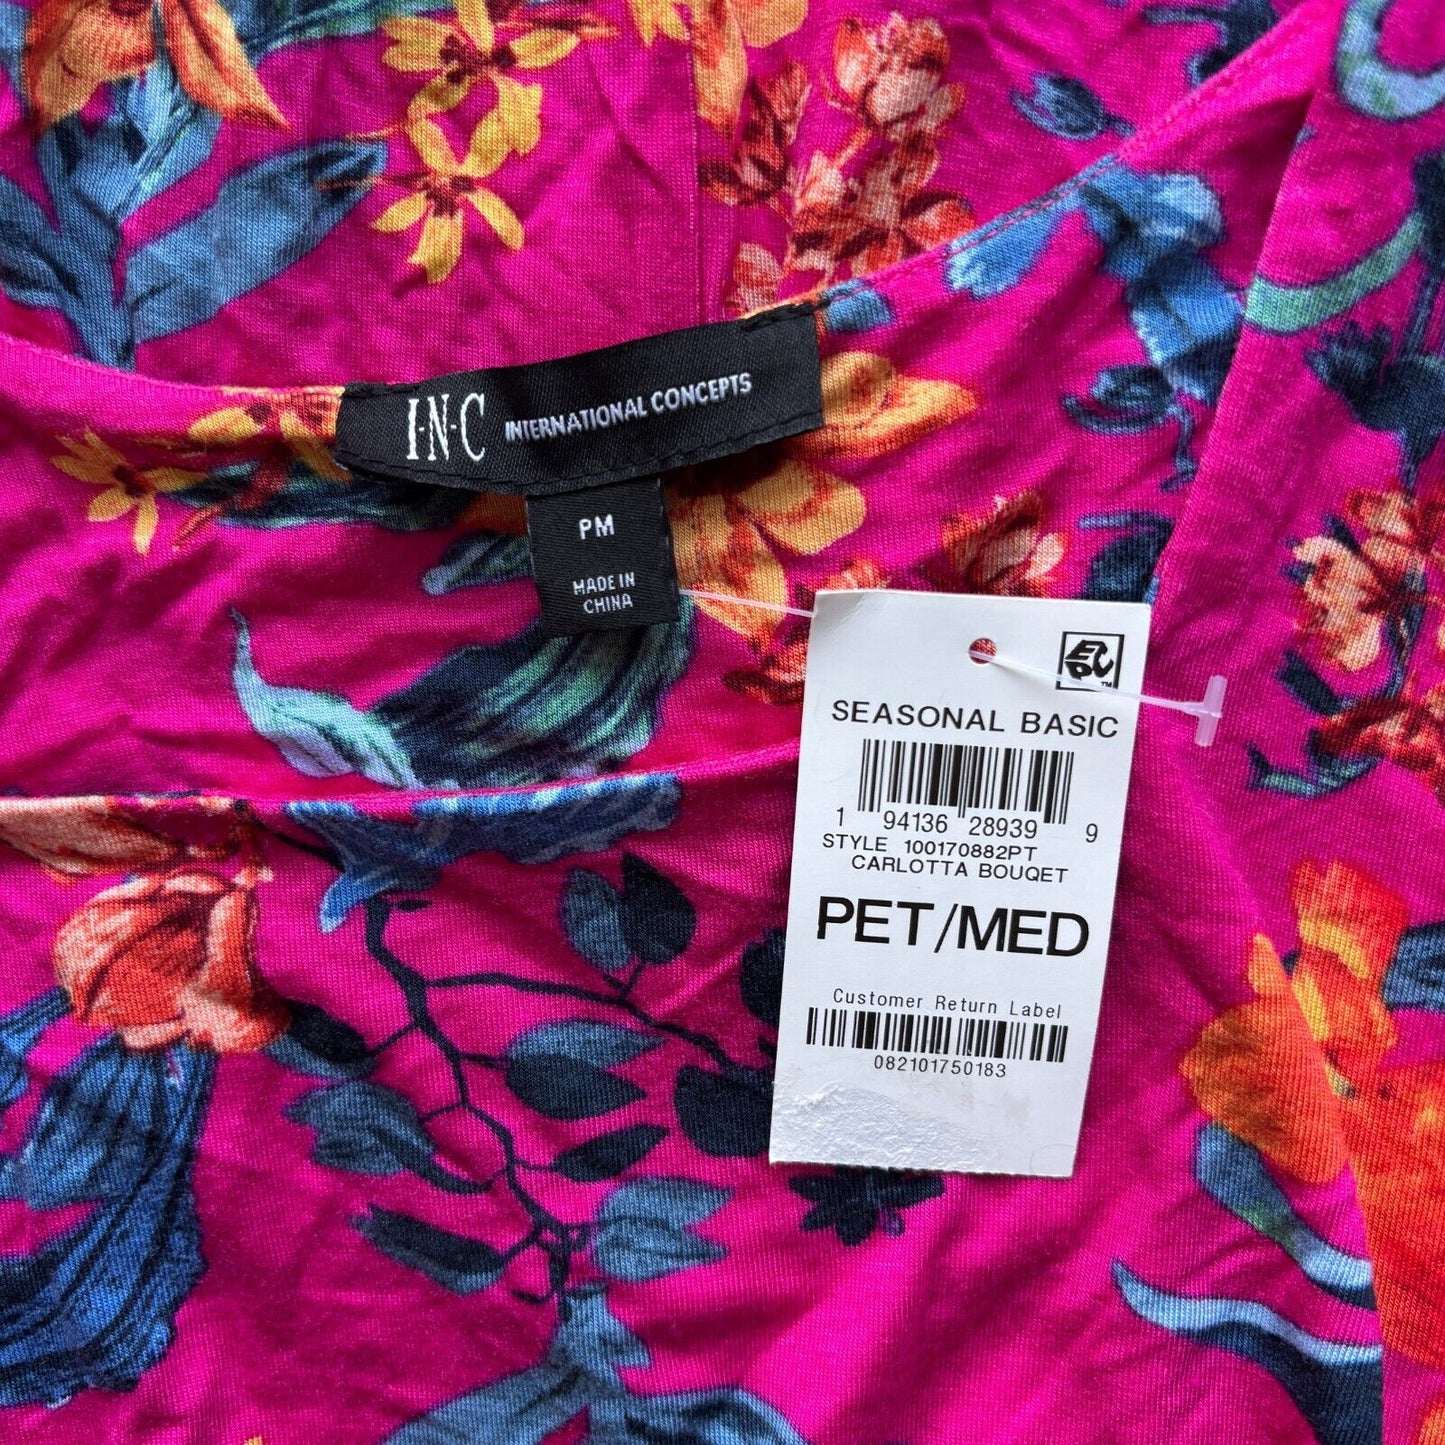 I·N·C INTERNATIONAL CONCEPTS
PM
MADE IN
CHINA
SEASONAL BASIC
1 94136 28939 9
STYLE 100170882PT
CARLOTTA BOUQET
PET/MED
Customer Return Label
082101750183